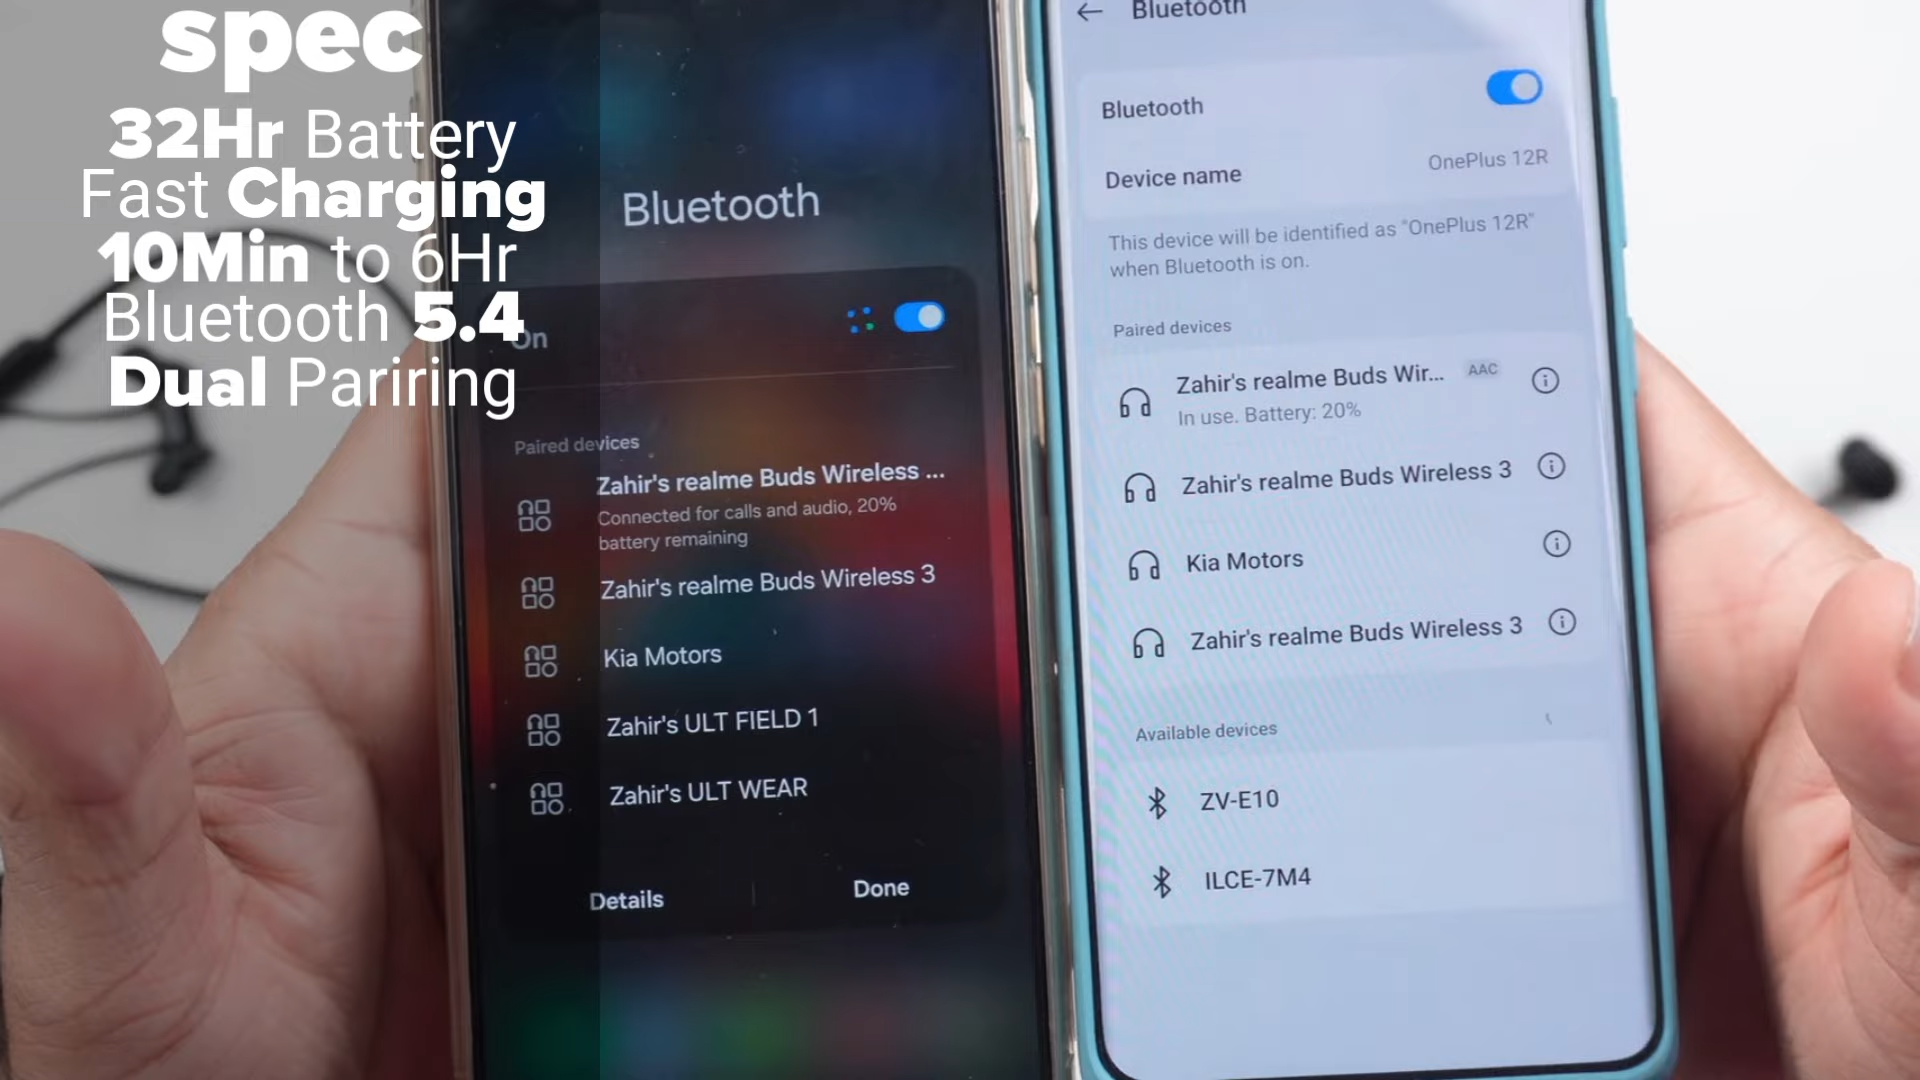 spec
32Hr Battery
Fast Charging
10Min to 6Hr
Bluetooth 5.4
Dual Pariring
Bluetooth
On
Paired devices
Zahir's realme Buds Wireless ...
Connected for calls and audio, 20%
battery remaining
Zahir's realme Buds Wireless 3
Kia Motors
Zahir's ULT FIELD 1
Zahir's ULT WEAR
Details
Done
Bluetooth
Bluetooth
Device name
OnePlus 12R
This device will be identified as "OnePlus 12R"
when Bluetooth is on.
Paired devices
Zahir's realme Buds Wir... AAC
In use. Battery: 20%
Zahir's realme Buds Wireless 3
Kia Motors
Zahir's realme Buds Wireless 3
Available devices
ZV-E10
ILCE-7M4